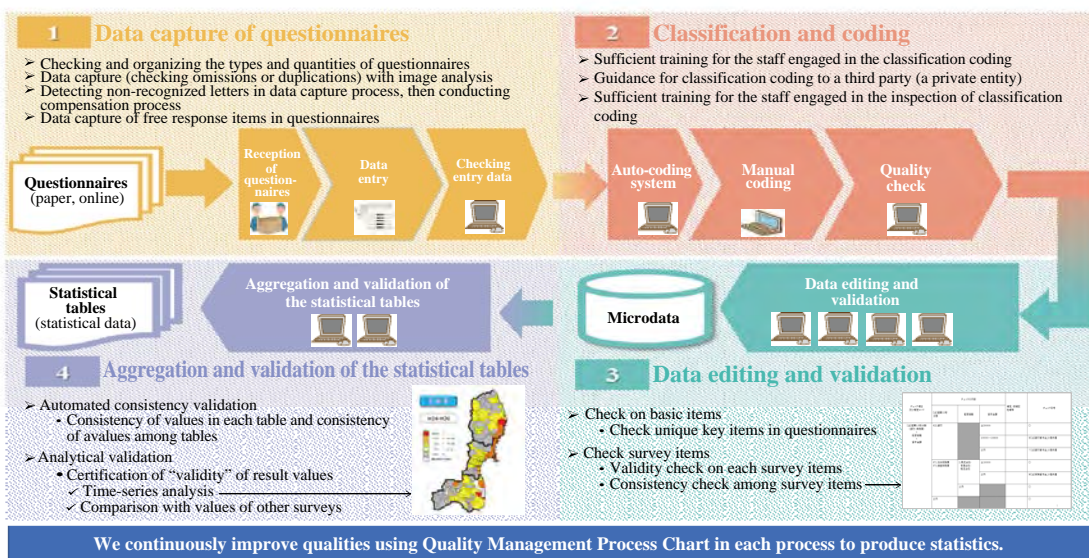 1 Data capture of questionnaires
➢ Checking and organizing the types and quantities of questionnaires
➢ Data capture (checking omissions or duplications) with image analysis
➢ Detecting non-recognized letters in data capture process, then conducting
compensation process
➢ Data capture of free response items in questionnaires
Questionnaires
(paper, online)
Reception
of
question-
naires
Data
entry
Checking
entry data
2 Classification and coding
➢ Sufficient training for the staff engaged in the classification coding
➢ Guidance for classification coding to a third party (a private entity)
➢ Sufficient training for the staff engaged in the inspection of classification
coding
Auto-coding
system
Manual
coding
Quality
check
Statistical
tables
(statistical data)
Aggregation and validation of
the statistical tables
Microdata
Data editing and
validation
4 Aggregation and validation of the statistical tables
➢ Automated consistency validation
• Consistency of values in each table and consistency
of avalues among tables
➢ Analytical validation
• Certification of “validity” of result values
✓ Time-series analysis
✓ Comparison with values of other surveys
3 Data editing and validation
➢ Check on basic items
• Check unique key items in questionnaires
➢ Check survey items
• Validity check on each survey items
• Consistency check among survey items
We continuously improve qualities using Quality Management Process Chart in each process to produce statistics.